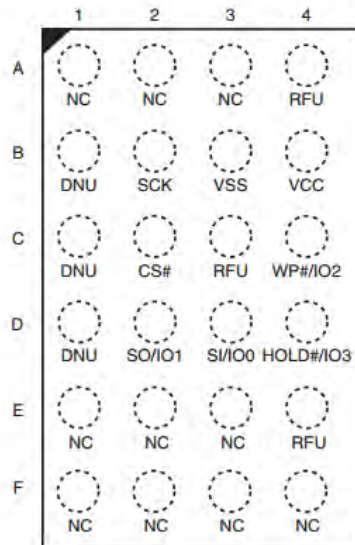 1 2 3 4
A
NC NC NC RFU
B
DNU SCK VSS VCC
C
DNU CS# RFU WP#/IO2
D
DNU SO/IO1 SI/IO0 HOLD#/IO3
E
NC NC NC RFU
F
NC NC NC NC